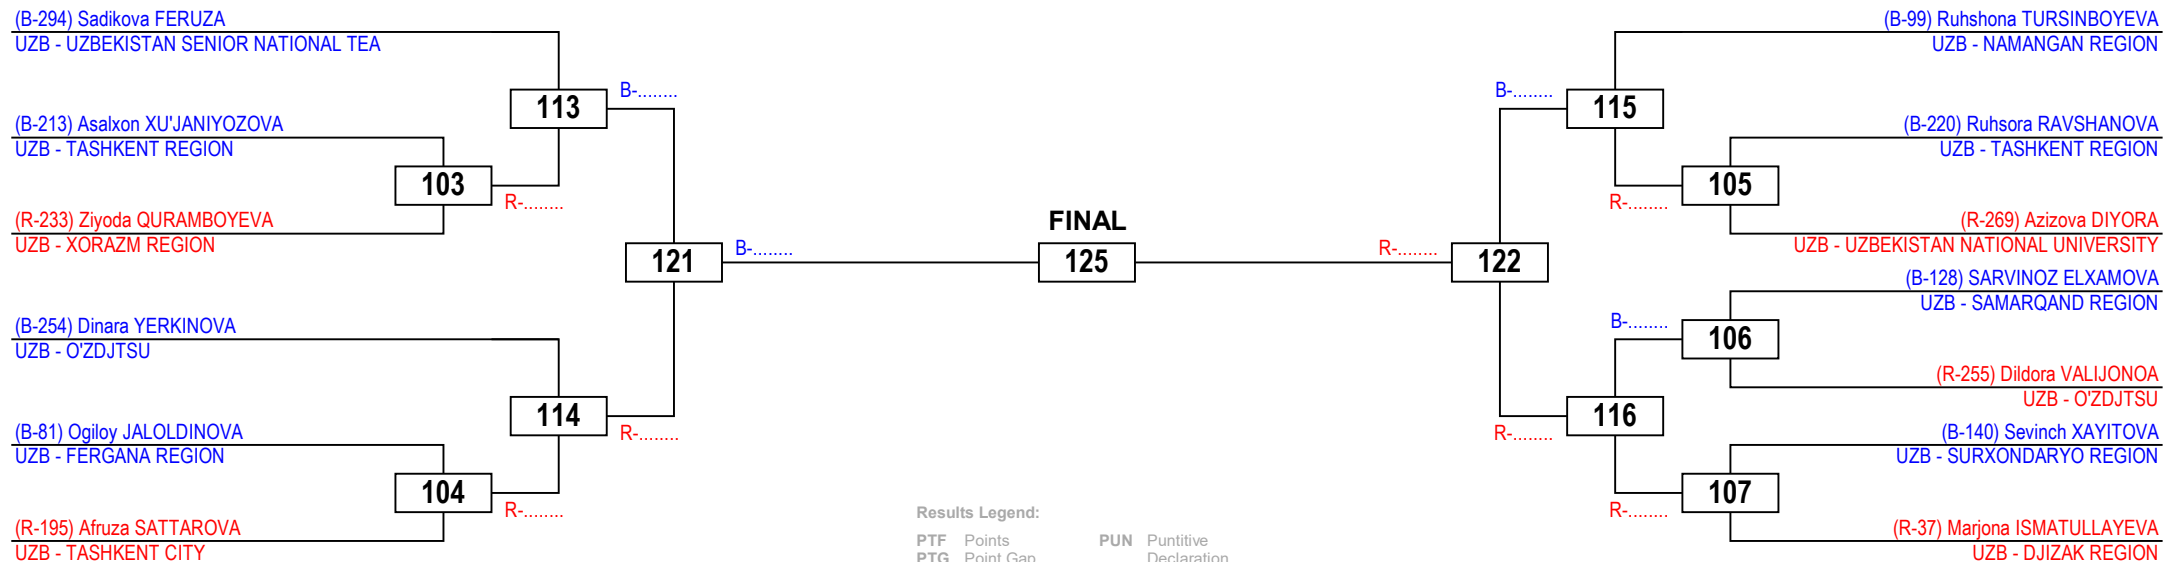 (B-294) Sadikova FERUZA
UZB - UZBEKISTAN SENIOR NATIONAL TEA
113
B-........
(B-213) Asalxon XU'JANIYOZOVA
UZB - TASHKENT REGION
103
R-........
(R-233) Ziyoda QURAMBOYEVA
UZB - XORAZM REGION
121
B-........
(B-254) Dinara YERKINOVA
UZB - O'ZDJTSU
114
R-........
(B-81) Ogiloy JALOLDINOVA
UZB - FERGANA REGION
104
R-........
(R-195) Afruza SATTAROVA
UZB - TASHKENT CITY
FINAL
125
(B-99) Ruhshona TURSINBOYEVA
UZB - NAMANGAN REGION
B-........
115
(B-220) Ruhsora RAVSHANOVA
UZB - TASHKENT REGION
105
R-........
(R-269) Azizova DIYORA
UZB - UZBEKISTAN NATIONAL UNIVERSITY
R-........
122
(B-128) SARVINOZ ELXAMOVA
UZB - SAMARQAND REGION
B-........
106
(R-255) Dildora VALIJONOA
UZB - O'ZDJTSU
116
R-........
(B-140) Sevinch XAYITOVA
UZB - SURXONDARYO REGION
107
R-........
(R-37) Marjona ISMATULLAYEVA
UZB - DJIZAK REGION
Results Legend:
PTF Points PUN Puntitive
PTG Point Gap Declaration